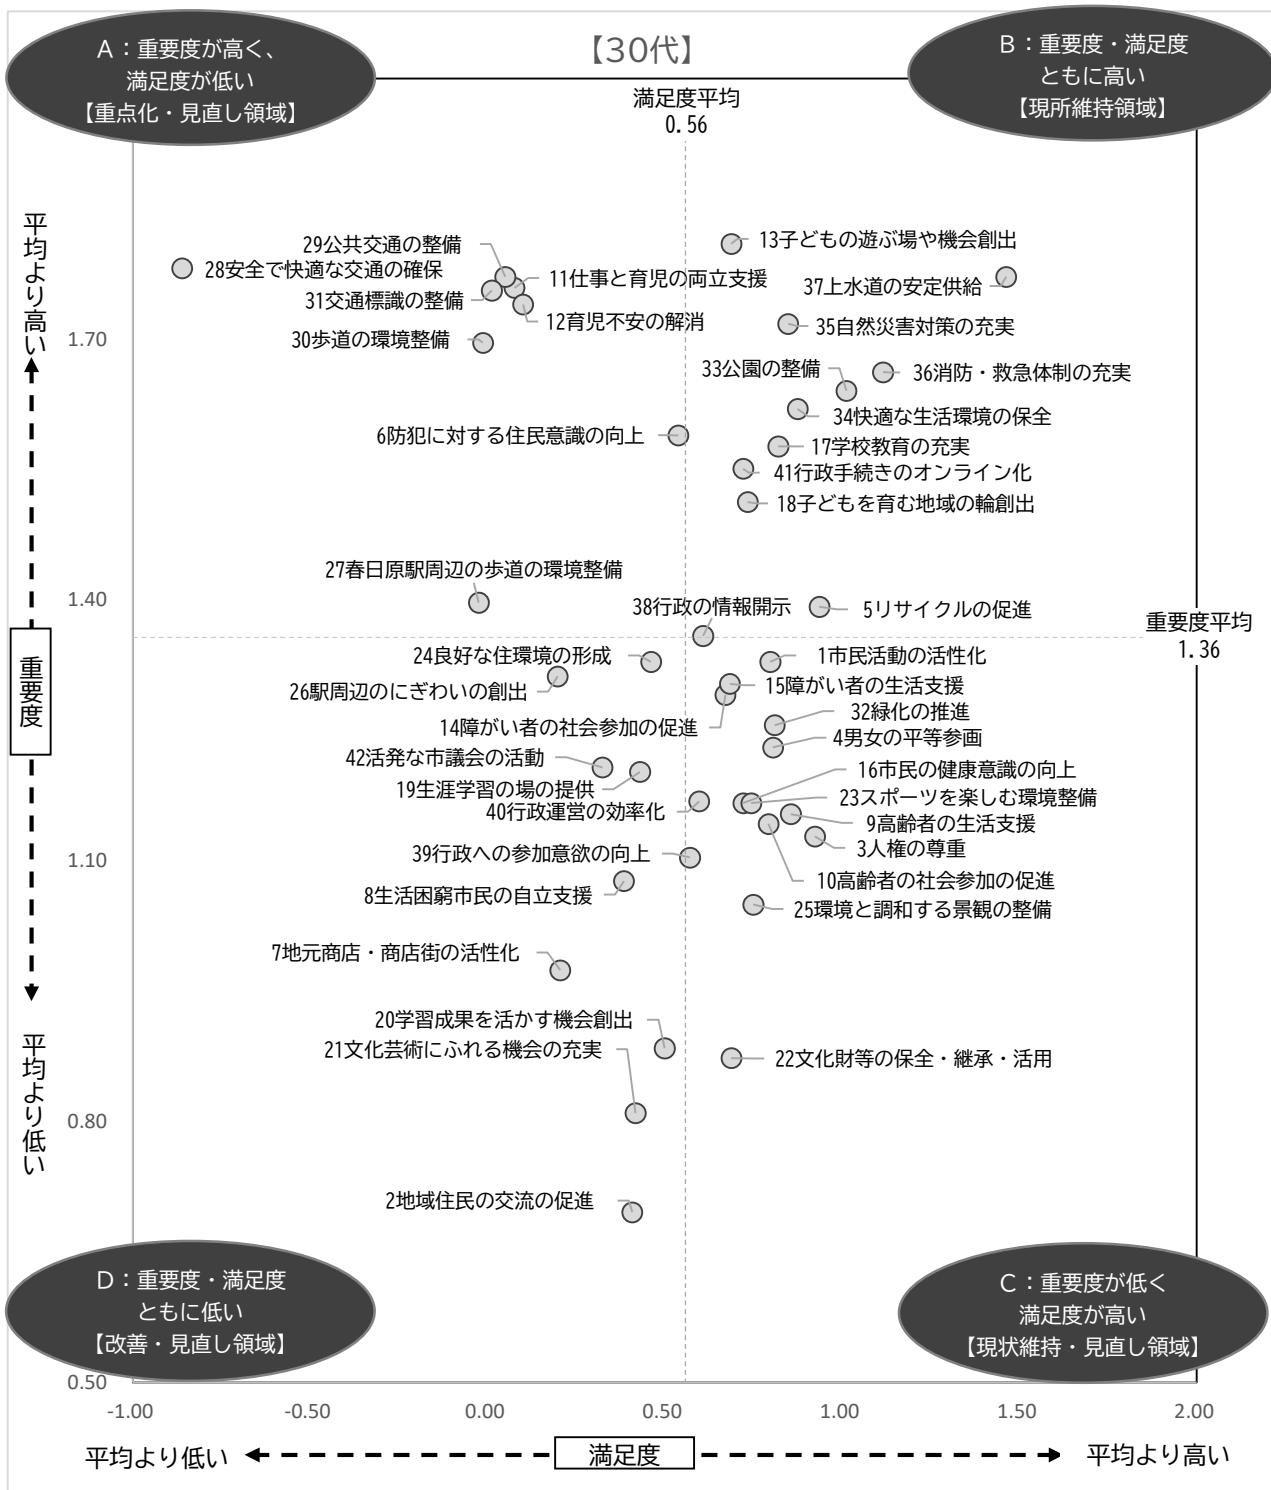 【30代】
A：重要度が高く、
満足度が低い
【重点化・見直し領域】
B：重要度・満足度
ともに高い
【現所維持領域】
満足度平均
0.56
平均より高い
13子どもの遊ぶ場や機会創出
29公共交通の整備
28安全で快適な交通の確保
11仕事と育児の両立支援
37上水道の安定供給
31交通標識の整備
12育児不安の解消
35自然災害対策の充実
30歩道の環境整備
1.70
33公園の整備
36消防・救急体制の充実
34快適な生活環境の保全
6防犯に対する住民意識の向上
17学校教育の充実
41行政手続きのオンライン化
18子どもを育む地域の輪創出
27春日原駅周辺の歩道の環境整備
1.40
38行政の情報開示
5リサイクルの促進
重要度平均
1.36
重要度
24良好な住環境の形成
1市民活動の活性化
26駅周辺のにぎわいの創出
15障がい者の生活支援
32緑化の推進
14障がい者の社会参加の促進
4男女の平等参画
42活発な市議会の活動
16市民の健康意識の向上
19生涯学習の場の提供
23スポーツを楽しむ環境整備
40行政運営の効率化
9高齢者の生活支援
3人権の尊重
39行政への参加意欲の向上
1.10
10高齢者の社会参加の促進
8生活困窮市民の自立支援
25環境と調和する景観の整備
7地元商店・商店街の活性化
20学習成果を活かす機会創出
21文化芸術にふれる機会の充実
22文化財等の保全・継承・活用
平均より低い
0.80
2地域住民の交流の促進
D：重要度・満足度
ともに低い
【改善・見直し領域】
C：重要度が低く
満足度が高い
【現状維持・見直し領域】
0.50
-1.00
-0.50
0.00
0.50
1.00
1.50
2.00
平均より低い
満足度
平均より高い